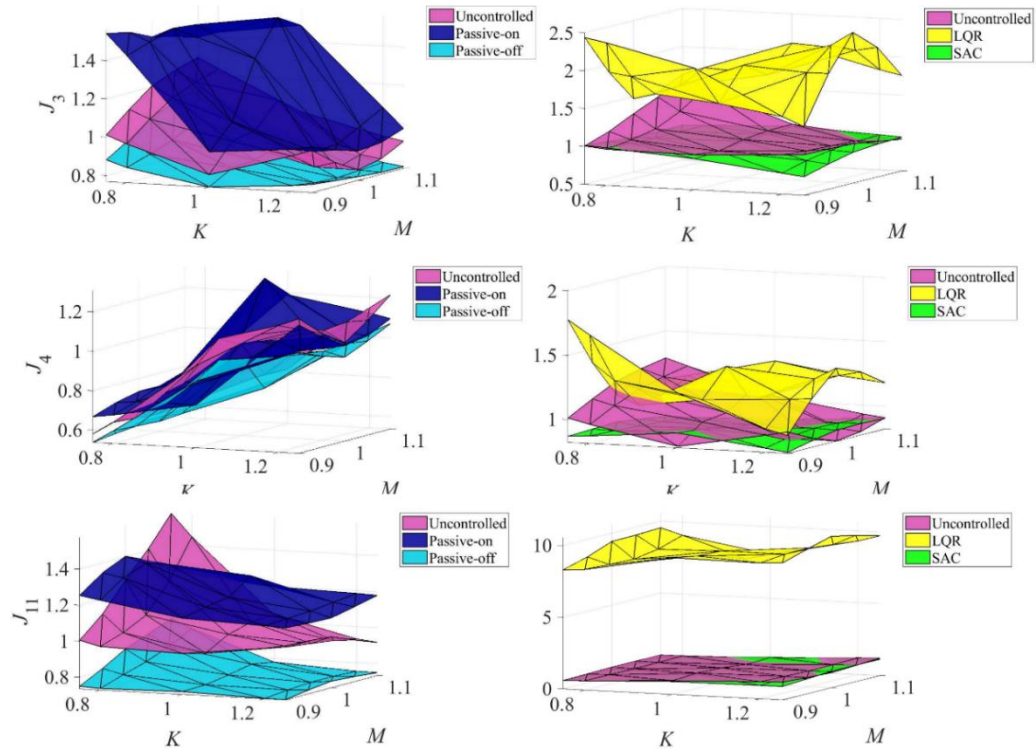 Uncontrolled
Passive-on
Passive-off
1.4
1.2
1
0.8
J3
0.8
1
1.2
0.9
1
1.1
K
M
Uncontrolled
LQR
SAC
2.5
2
1.5
1
0.5
0.8
1
1.2
0.9
1
1.1
K
M
Uncontrolled
Passive-on
Passive-off
1.2
1
0.8
0.6
J4
0.8
1
1.2
0.9
1
1.1
K
M
Uncontrolled
LQR
SAC
2
1.5
1
0.8
1
1.2
0.9
1
1.1
K
M
Uncontrolled
Passive-on
Passive-off
1.4
1.2
1
0.8
J11
0.8
1
1.2
0.9
1
1.1
K
M
Uncontrolled
LQR
SAC
10
5
0
0.8
1
1.2
0.9
1
1.1
K
M